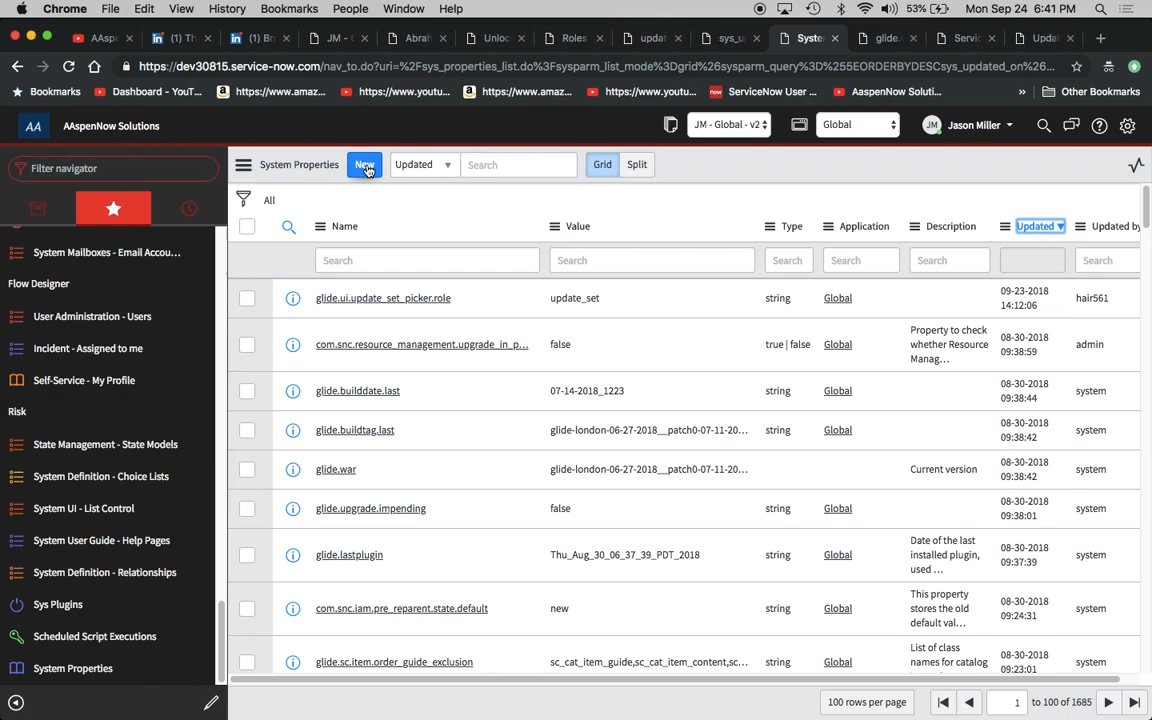 Chrome File Edit View History Bookmarks People Window Help 53% Mon Sep 24 6:41 PM
AAsp (1) Th (1) Br JM - C Abrah Unloc Roles updat sys_u Syste glide. Servic Updat
https://dev30815.service-now.com/nav_to.do?uri=%2Fsys_properties_list.do%3Fsysparm_list_mode%3Dgrid%26sysparm_query%3D%255EORDERBYDESCsys_updated_on%26...
Bookmarks Dashboard - YouT... https://www.amaz... https://www.youtu... https://www.amaz... https://www.youtu... ServiceNow User ... AaspenNow Soluti... » Other Bookmarks
AA AAspenNow Solutions JM - Global - v2 Global JM Jason Miller
Filter navigator
System Properties New Updated Search Grid Split
All
Name Value Type Application Description Updated Updated by
Search Search Search Search Search Search
System Mailboxes - Email Accou...
Flow Designer
User Administration - Users
Incident - Assigned to me
Self-Service - My Profile
Risk
State Management - State Models
System Definition - Choice Lists
System UI - List Control
System User Guide - Help Pages
System Definition - Relationships
Sys Plugins
Scheduled Script Executions
System Properties
glide.ui.update_set_picker.role update_set string Global 09-23-2018 14:12:06 hair561
com.snc.resource_management.upgrade_in_p... false true | false Global Property to check whether Resource Manag... 08-30-2018 09:38:59 admin
glide.builddate.last 07-14-2018_1223 string Global 08-30-2018 09:38:44 system
glide.buildtag.last glide-london-06-27-2018__patch0-07-11-20... string Global 08-30-2018 09:38:42 system
glide.war glide-london-06-27-2018__patch0-07-11-20... Current version 08-30-2018 09:38:42 system
glide.upgrade.impending false string Global 08-30-2018 09:38:01 system
glide.lastplugin Thu_Aug_30_06_37_39_PDT_2018 string Global Date of the last installed plugin, used ... 08-30-2018 09:37:39 system
com.snc.iam.pre_reparent.state.default new string Global This property stores the old default val... 08-30-2018 09:24:31 system
glide.sc.item.order_guide_exclusion sc_cat_item_guide,sc_cat_item_content,sc... string Global List of class names for catalog 08-30-2018 09:23:01 system
100 rows per page 1 to 100 of 1685